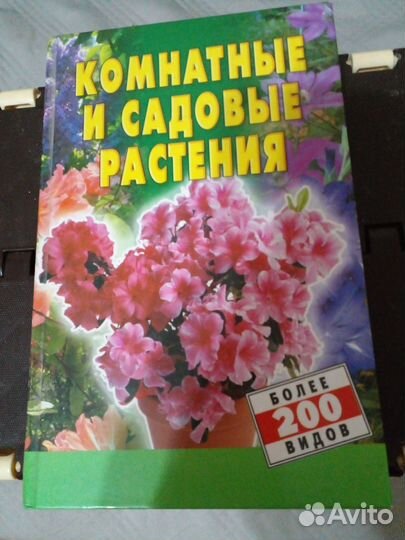 КОМНАТНЫЕ
И САДОВЫЕ
РАСТЕНИЯ
БОЛЕЕ
200
ВИДОВ
Avito